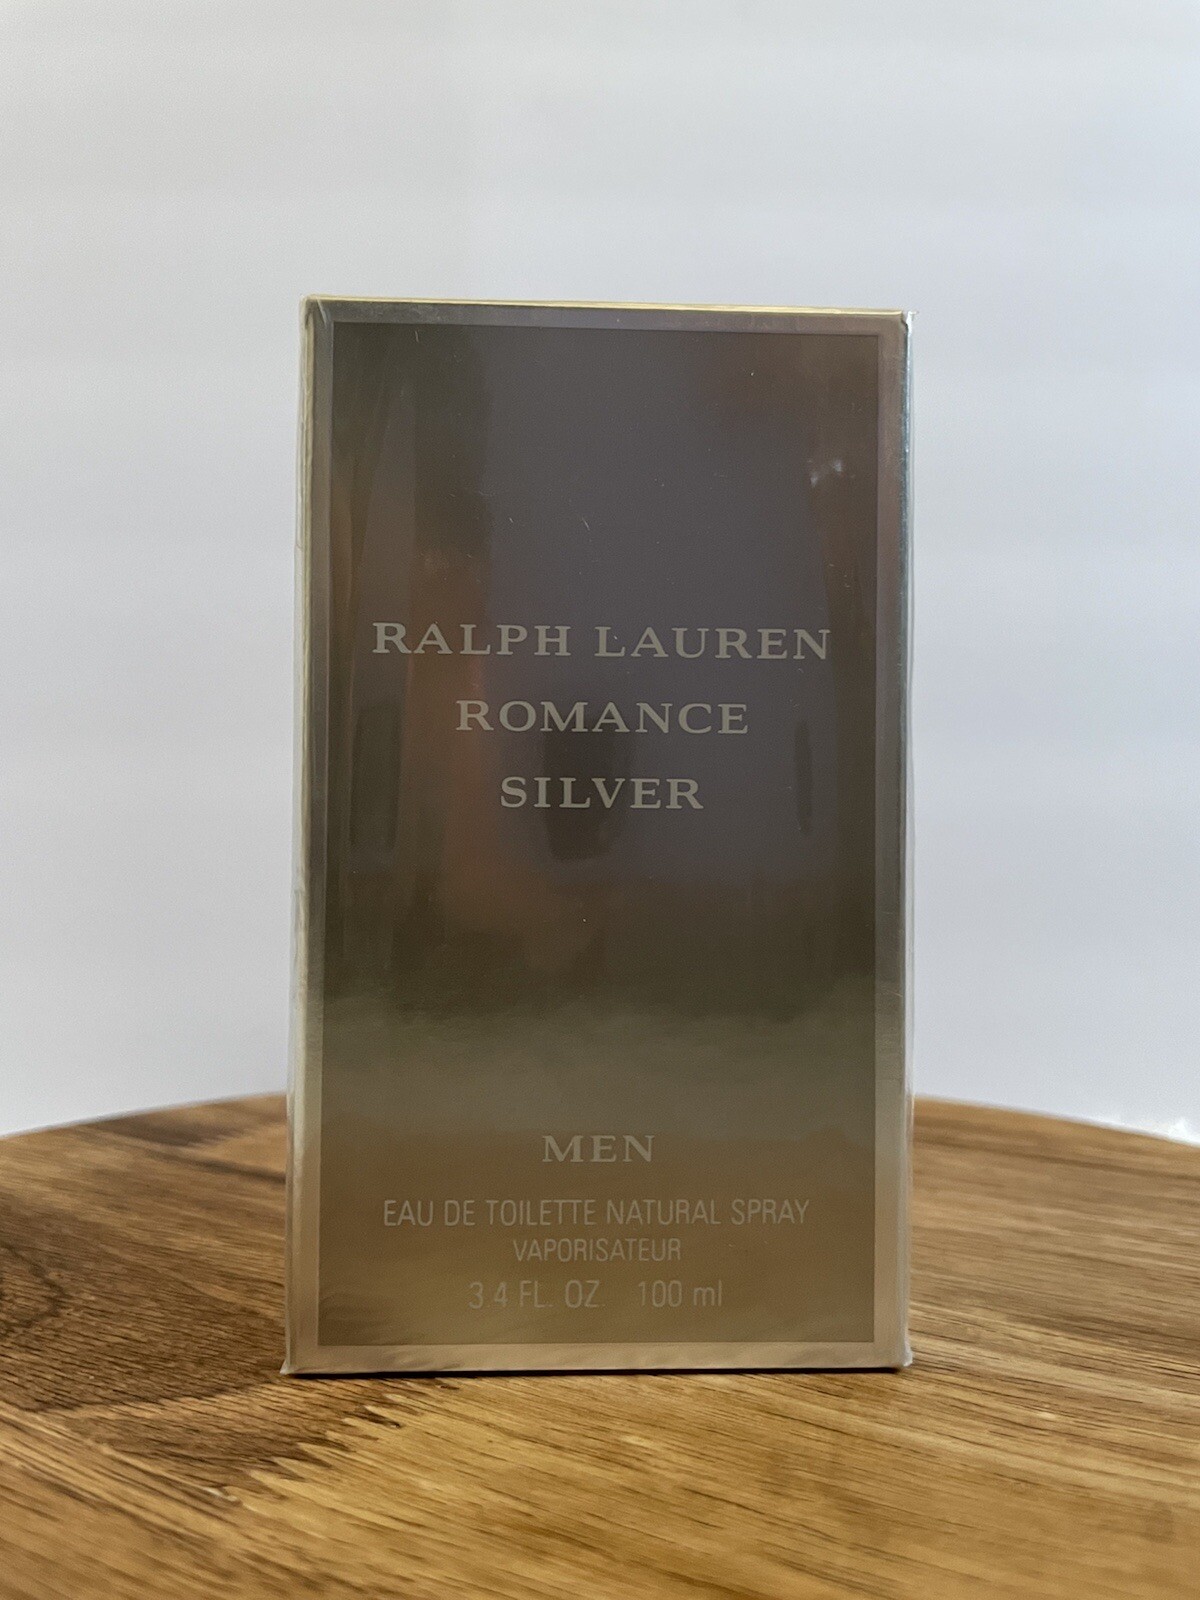 RALPH LAUREN
ROMANCE
SILVER
MEN
EAU DE TOILETTE NATURAL SPRAY
VAPORISATEUR
3.4 FL. OZ. 100 ml